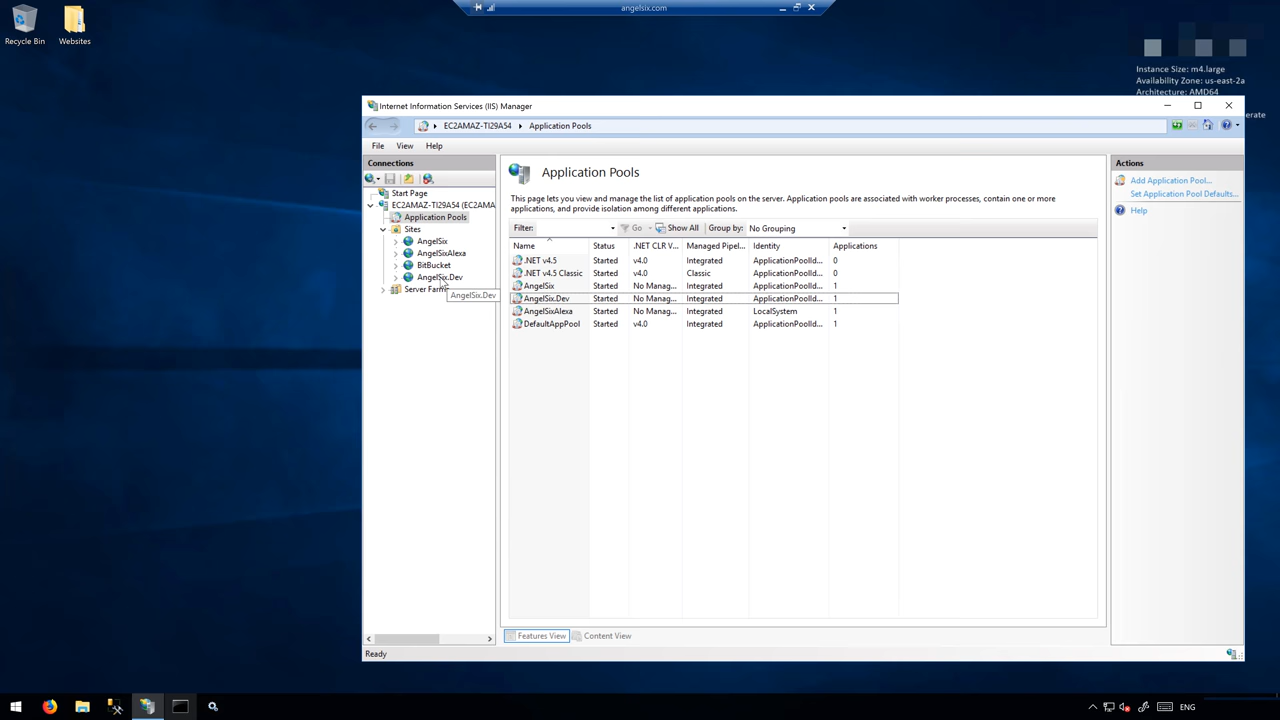 angelsix.com
Recycle Bin
Websites
Instance Size: m4.large
Availability Zone: us-east-2a
Architecture: AMD64
erate
Internet Information Services (IIS) Manager
EC2AMAZ-TI29A54
Application Pools
File View Help
Connections
Start Page
EC2AMAZ-TI29A54 (EC2AMA
Application Pools
Sites
AngelSix
AngelSixAlexa
BitBucket
AngelSix.Dev
Server Farms
AngelSix.Dev
Application Pools
This page lets you view and manage the list of application pools on the server. Application pools are associated with worker processes, contain one or more
applications, and provide isolation among different applications.
Filter: Go Show All Group by: No Grouping
Name Status .NET CLR V... Managed Pipel... Identity Applications
.NET v4.5 Started v4.0 Integrated ApplicationPoolId... 0
.NET v4.5 Classic Started v4.0 Classic ApplicationPoolId... 0
AngelSix Started No Manag... Integrated ApplicationPoolId... 1
AngelSix.Dev Started No Manag... Integrated ApplicationPoolId... 1
AngelSixAlexa Started No Manag... Integrated LocalSystem 1
DefaultAppPool Started v4.0 Integrated ApplicationPoolId... 1
Features View Content View
Actions
Add Application Pool...
Set Application Pool Defaults...
Help
Ready
ENG